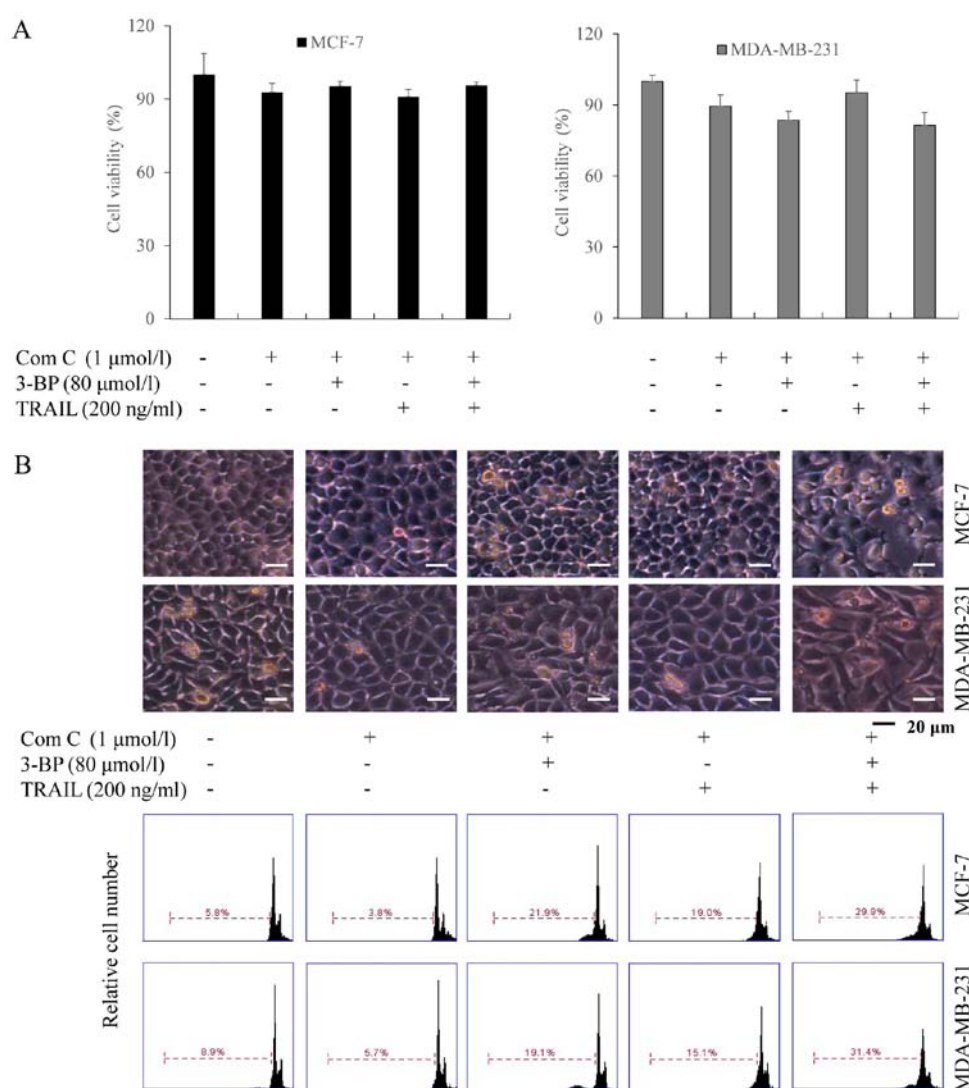 A
MCF-7
MDA-MB-231
Cell viability (%)
120
90
60
30
0
Cell viability (%)
120
90
60
30
0
Com C (1 μmol/l) - + + + + - + + + +
3-BP (80 μmol/l) - - + - + - - + - +
TRAIL (200 ng/ml) - - - + + - - - + +
B
MCF-7
MDA-MB-231
20 μm
Com C (1 μmol/l) - + + + +
3-BP (80 μmol/l) - - + - +
TRAIL (200 ng/ml) - - - + +
Relative cell number
5.8% 3.8% 21.9% 19.0% 29.9%
MCF-7
8.9% 5.7% 19.1% 15.1% 31.4%
MDA-MB-231